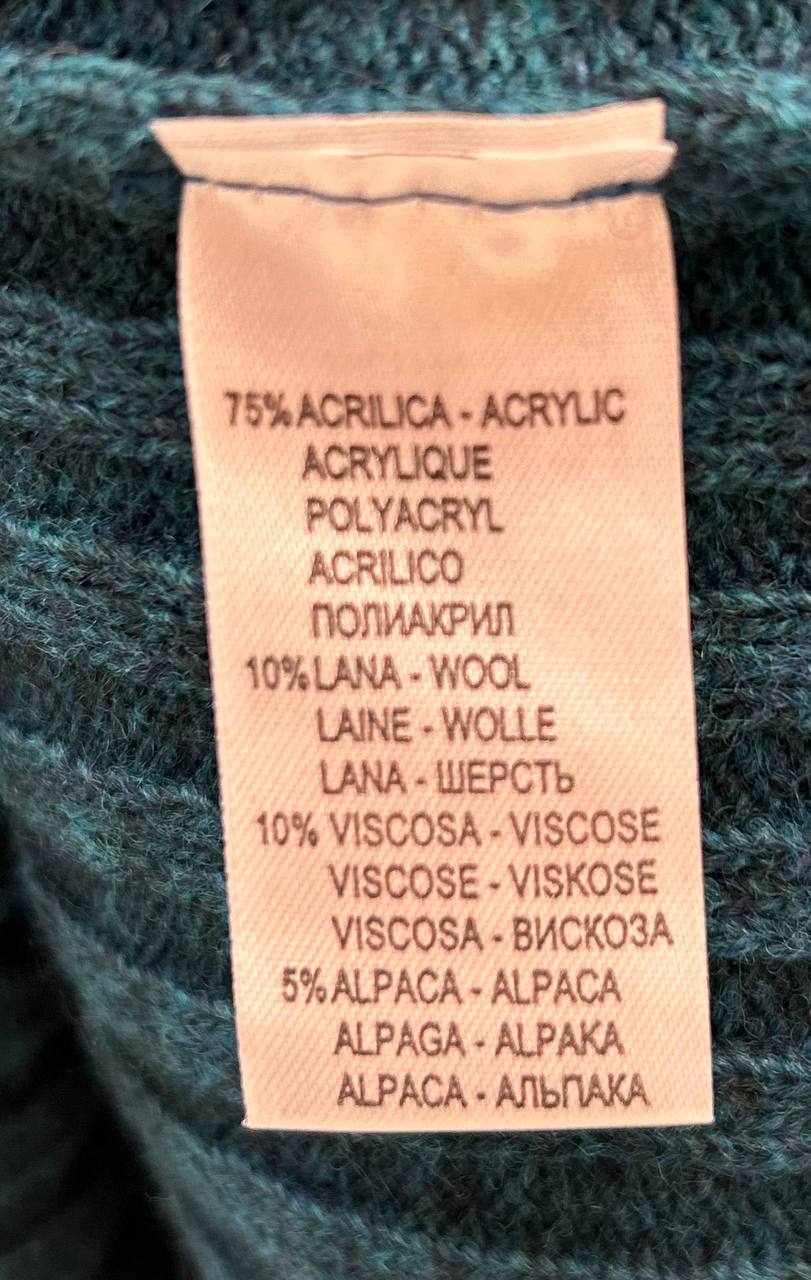 75% ACRILICA - ACRYLIC
ACRYLIQUE
POLYACRYL
ACRILICO
ПОЛИАКРИЛ
10% LANA - WOOL
LAINE - WOLLE
LANA - ШЕРСТЬ
10% VISCOSA - VISCOSE
VISCOSE - VISKOSE
VISCOSA - ВИСКОЗА
5% ALPACA - ALPACA
ALPAGA - ALPAKA
ALPACA - АЛЬПАКА